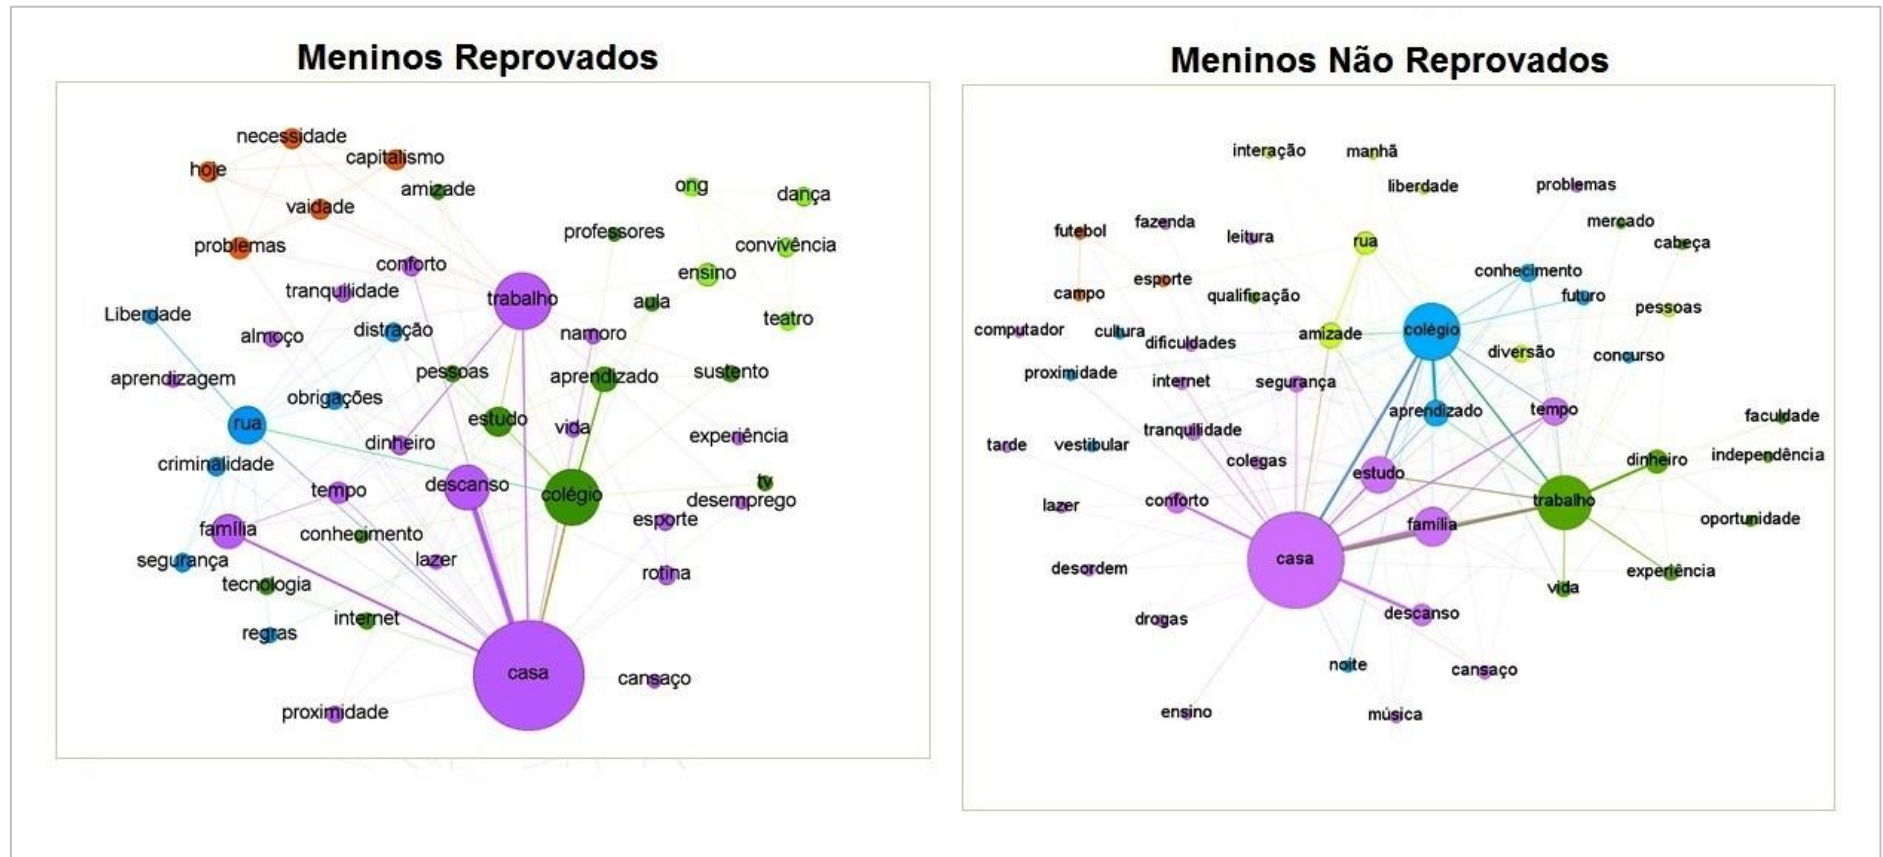 Meninos Reprovados
necessidade
capitalismo
hoje
amizade
ong
dança
vaidade
professores
problemas
convivência
conforto
ensino
tranquilidade
trabalho
aula
Liberdade
distração
namoro
teatro
almoço
pessoas
aprendizado
sustento
aprendizagem
obrigações
estudo
vida
rua
dinheiro
experiência
criminalidade
tempo
descanso
colégio
tv
desemprego
família
conhecimento
esporte
segurança
lazer
rotina
tecnologia
internet
regras
casa
cansaço
proximidade
Meninos Não Reprovados
interação
manhã
liberdade
problemas
fazenda
mercado
futebol
leitura
rua
cabeça
conhecimento
esporte
campo
qualificação
futuro
pessoas
computador
cultura
amizade
colégio
dificuldades
diversão
concurso
proximidade
internet
segurança
aprendizado
tempo
faculdade
tranquilidade
tarde
vestibular
colegas
dinheiro
independência
estudo
lazer
conforto
trabalho
família
oportunidade
casa
desordem
experiência
vida
drogas
descanso
noite
cansaço
ensino
música